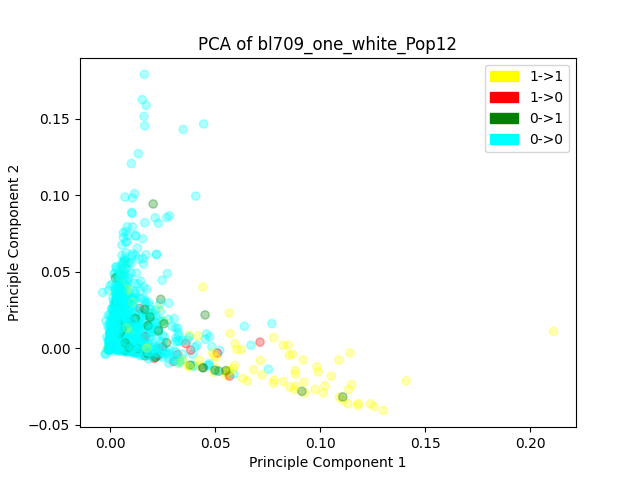 PCA of bl709_one_white_Pop12
1->1
1->0
0->1
0->0
Principle Component 2
0.15
0.10
0.05
0.00
−0.05
0.00 0.05 0.10 0.15 0.20
Principle Component 1